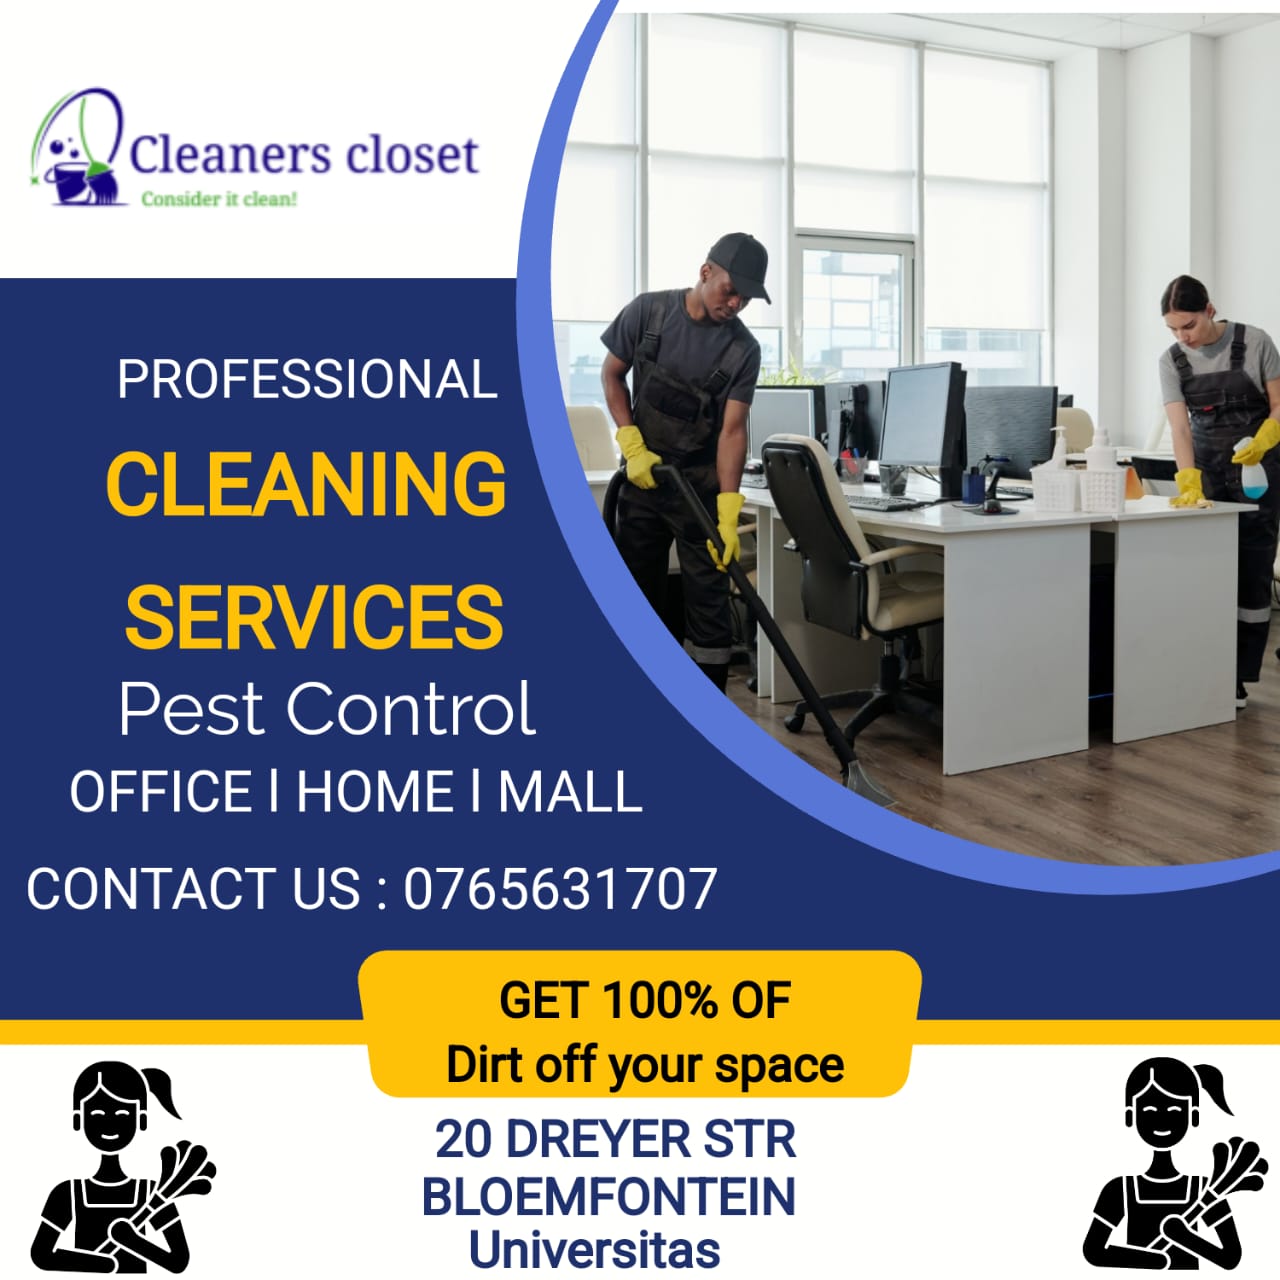 Cleaners closet
Consider it clean!
PROFESSIONAL
CLEANING
SERVICES
Pest Control
OFFICE l HOME l MALL
CONTACT US : 0765631707
GET 100% OF
Dirt off your space
20 DREYER STR
BLOEMFONTEIN
Universitas